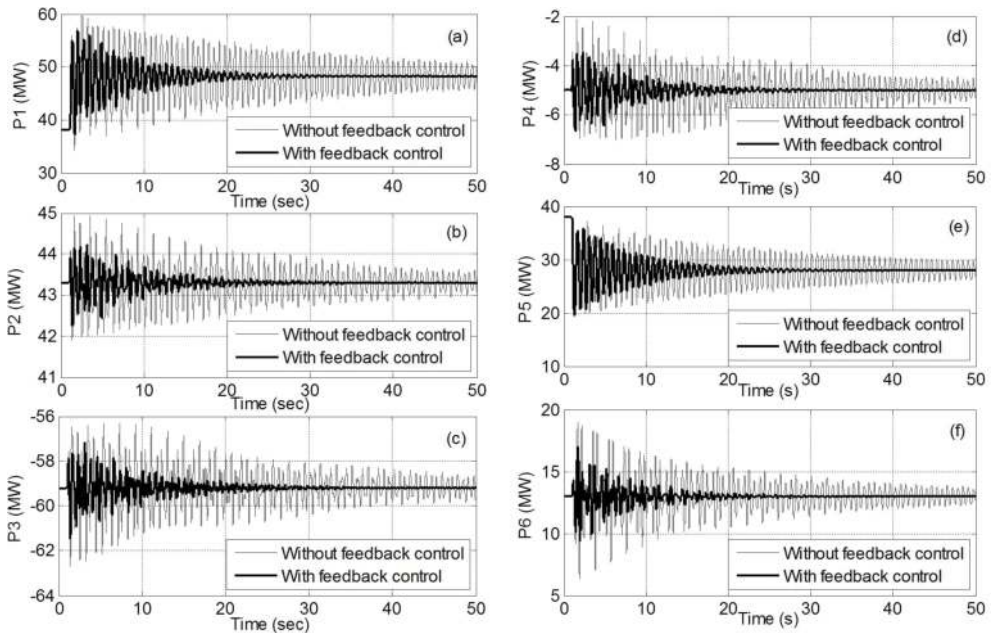 60
50
40
30
P1 (MW)
(a)
Without feedback control
With feedback control
0 10 20 30 40 50
Time (sec)
45
44
43
42
41
P2 (MW)
(b)
Without feedback control
With feedback control
0 10 20 30 40 50
Time (sec)
-56
-58
-60
-62
-64
P3 (MW)
(c)
Without feedback control
With feedback control
0 10 20 30 40 50
Time (sec)
-2
-4
-6
-8
P4 (MW)
(d)
Without feedback control
With feedback control
0 10 20 30 40 50
Time (s)
40
30
20
10
P5 (MW)
(e)
Without feedback control
With feedback control
0 10 20 30 40 50
Time (s)
20
15
10
5
P6 (MW)
(f)
Without feedback control
With feedback control
0 10 20 30 40 50
Time (s)